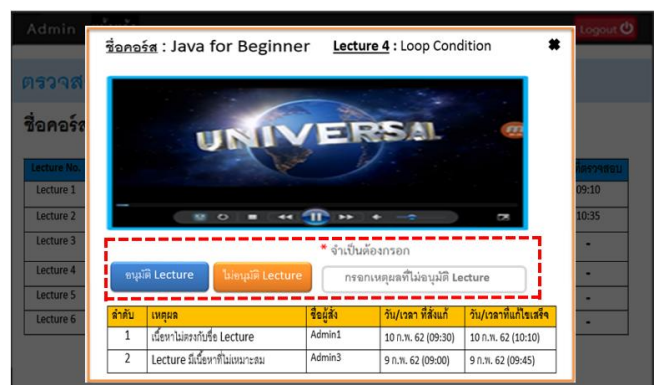 Admin
Logout
ชื่อคอร์ส : Java for Beginner Lecture 4 : Loop Condition
ตรวจส
ชื่อคอร์ส
UNIVERSAL
Lecture No.
ที่ตรวจสอบ
Lecture 1
09:10
Lecture 2
10:35
Lecture 3
-
Lecture 4
-
Lecture 5
-
Lecture 6
-
* จำเป็นต้องกรอก
อนุมัติ Lecture ไม่อนุมัติ Lecture กรอกเหตุผลที่ไม่อนุมัติ Lecture
ลำดับ เหตุผล ชื่อผู้สั่ง วัน/เวลา ที่สั่งแก้ วัน/เวลาที่แก้ไขเสร็จ
1 เนื้อหาไม่ตรงกับชื่อ Lecture Admin1 10 ก.พ. 62 (09:30) 10 ก.พ. 62 (10:10)
2 Lecture มีเนื้อหาที่ไม่เหมาะสม Admin3 9 ก.พ. 62 (09:00) 9 ก.พ. 62 (09:45)